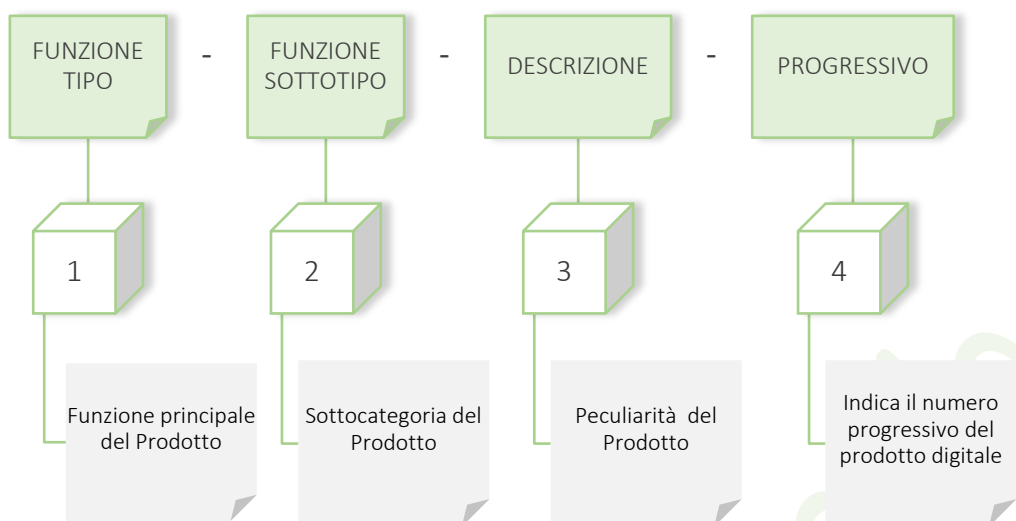 FUNZIONE
TIPO
-
FUNZIONE
SOTTOTIPO
-
DESCRIZIONE
-
PROGRESSIVO
1
2
3
4
Funzione principale
del Prodotto
Sottocategoria del
Prodotto
Peculiarità del
Prodotto
Indica il numero
progressivo del
prodotto digitale